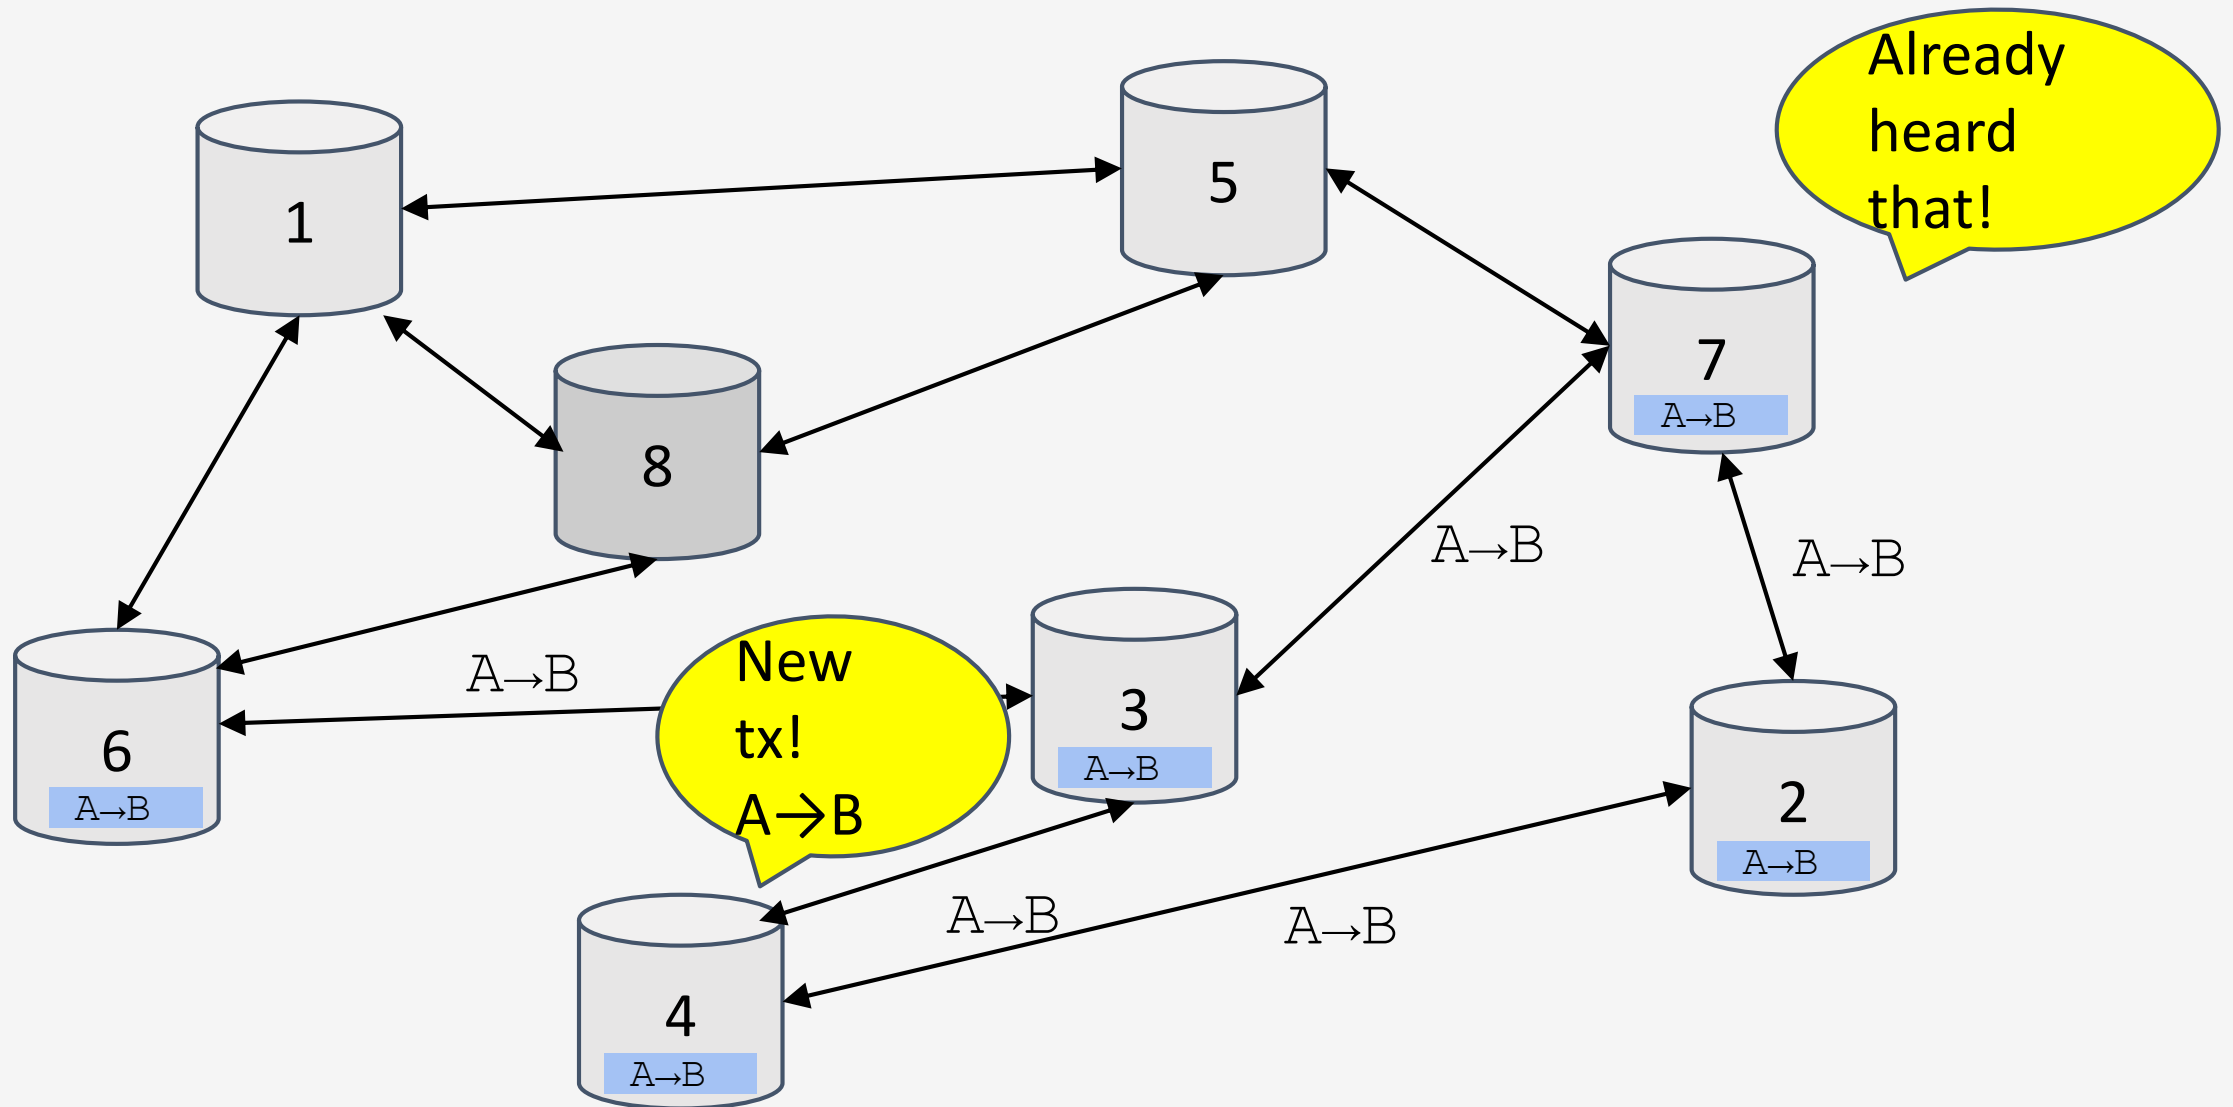 Already
heard
that!
1
5
7
A→B
8
A→B
A→B
6
A→B
A→B
New
tx!
A→B
3
A→B
2
A→B
A→B
A→B
4
A→B